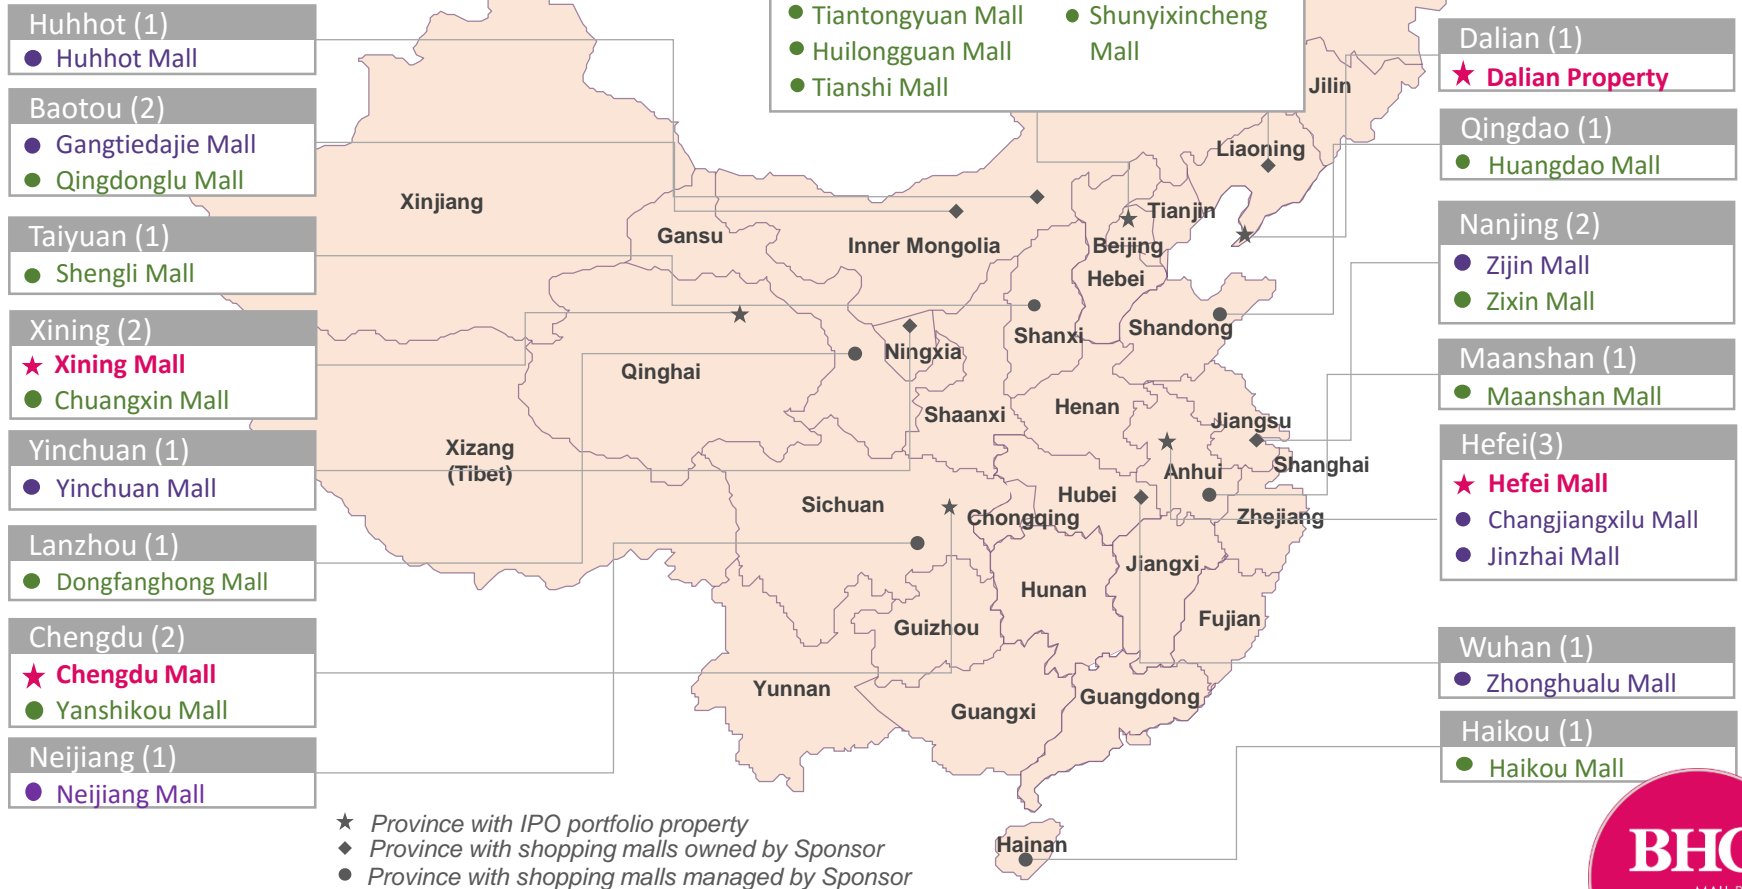 Huhhot (1)
Huhhot Mall
Baotou (2)
Gangtiedajie Mall
Qingdonglu Mall
Taiyuan (1)
Shengli Mall
Xining (2)
Xining Mall
Chuangxin Mall
Yinchuan (1)
Yinchuan Mall
Lanzhou (1)
Dongfanghong Mall
Chengdu (2)
Chengdu Mall
Yanshikou Mall
Neijiang (1)
Neijiang Mall
Tiantongyuan Mall
Huilongguan Mall
Tianshi Mall
Shunyixincheng
Mall
Jilin
Liaoning
Xinjiang
Tianjin
Gansu
Inner Mongolia
Beijing
Hebei
Shanxi
Shandong
Ningxia
Qinghai
Shaanxi
Henan
Jiangsu
Xizang
(Tibet)
Shanghai
Anhui
Sichuan
Hubei
Chongqing
Zhejiang
Jiangxi
Hunan
Guizhou
Fujian
Yunnan
Guangxi
Guangdong
Hainan
Dalian (1)
Dalian Property
Qingdao (1)
Huangdao Mall
Nanjing (2)
Zijin Mall
Zixin Mall
Maanshan (1)
Maanshan Mall
Hefei(3)
Hefei Mall
Changjiangxilu Mall
Jinzhai Mall
Wuhan (1)
Zhonghualu Mall
Haikou (1)
Haikou Mall
Province with IPO portfolio property
Province with shopping malls owned by Sponsor
Province with shopping malls managed by Sponsor
BHC